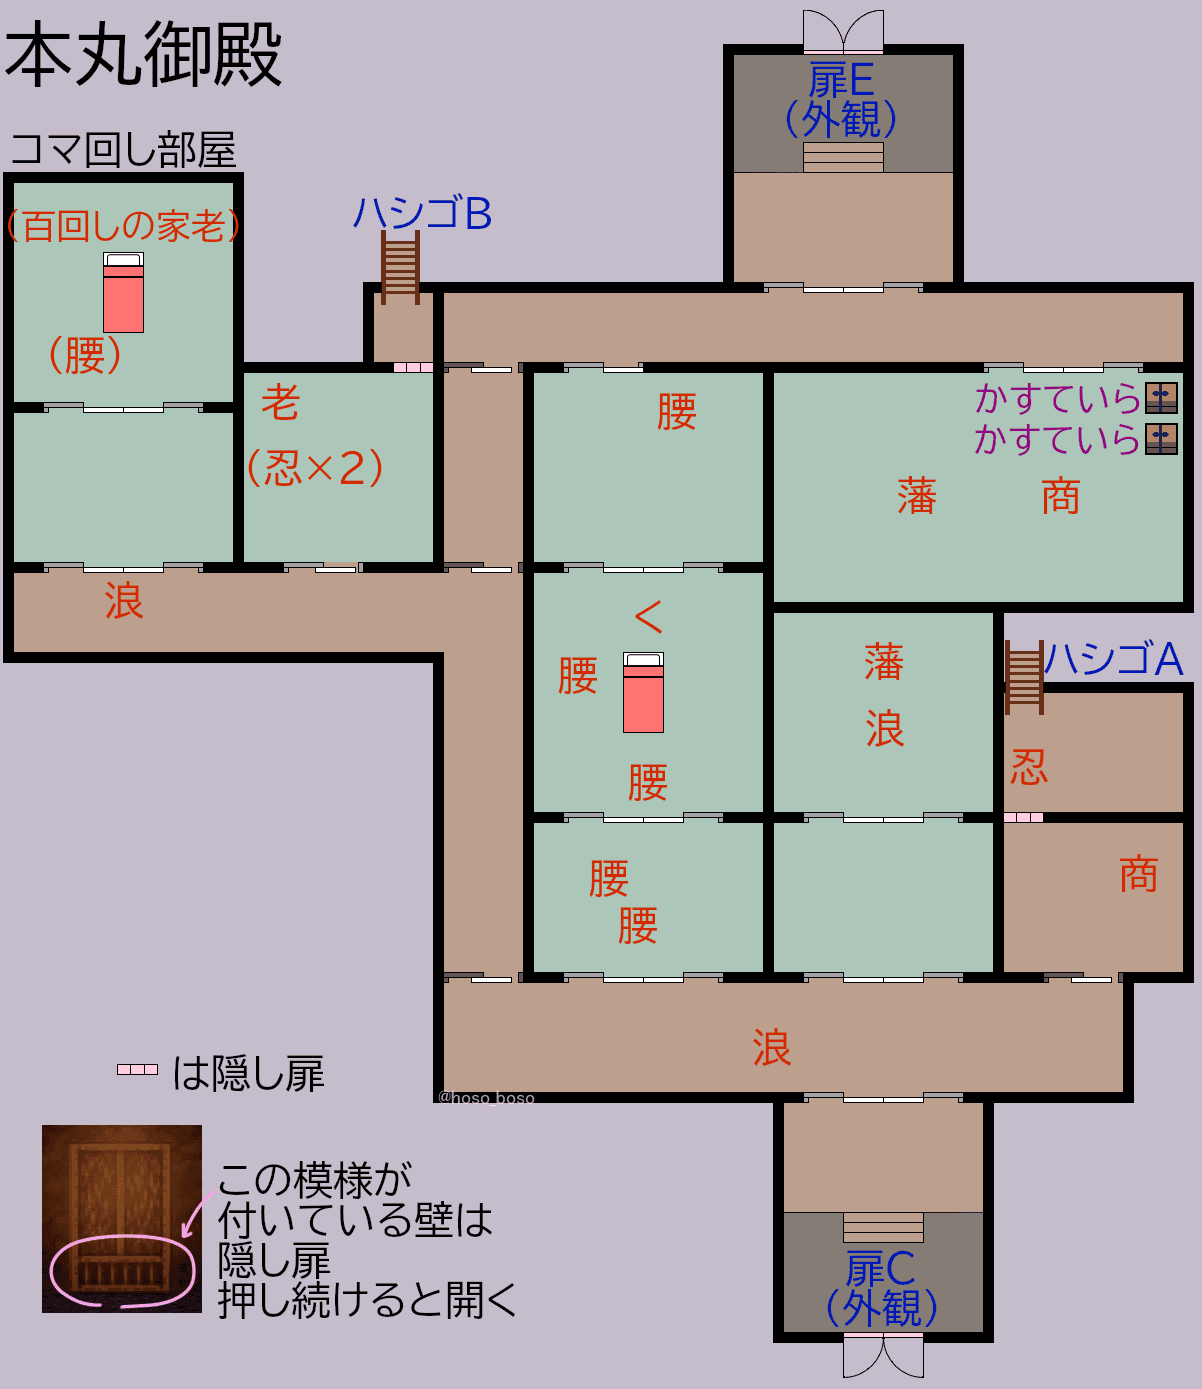 本丸御殿
コマ回し部屋
(百回しの家老)
(腰)
ハシゴB
扉E
(外観)
老
(忍×2)
腰
かすていら
かすていら
藩
商
浪
く
腰
腰
藩
浪
ハシゴA
忍
商
腰
腰
浪
@hoso_boso
は隠し扉
この模様が
付いている壁は
隠し扉
押し続けると開く
扉C
(外観)